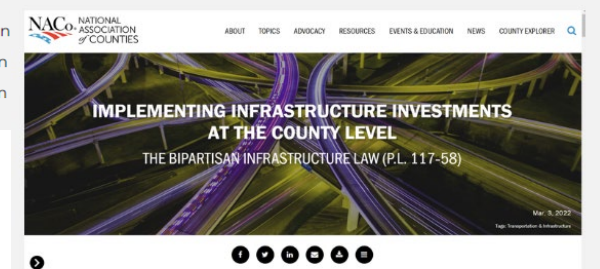 n
n
n
NACo NATIONAL
ASSOCIATION
of COUNTIES
ABOUT TOPICS ADVOCACY RESOURCES EVENTS & EDUCATION NEWS COUNTY EXPLORER
IMPLEMENTING INFRASTRUCTURE INVESTMENTS
AT THE COUNTY LEVEL
THE BIPARTISAN INFRASTRUCTURE LAW (P.L. 117-58)
Mar. 3, 2022
Tags: Transportation & Infrastructure